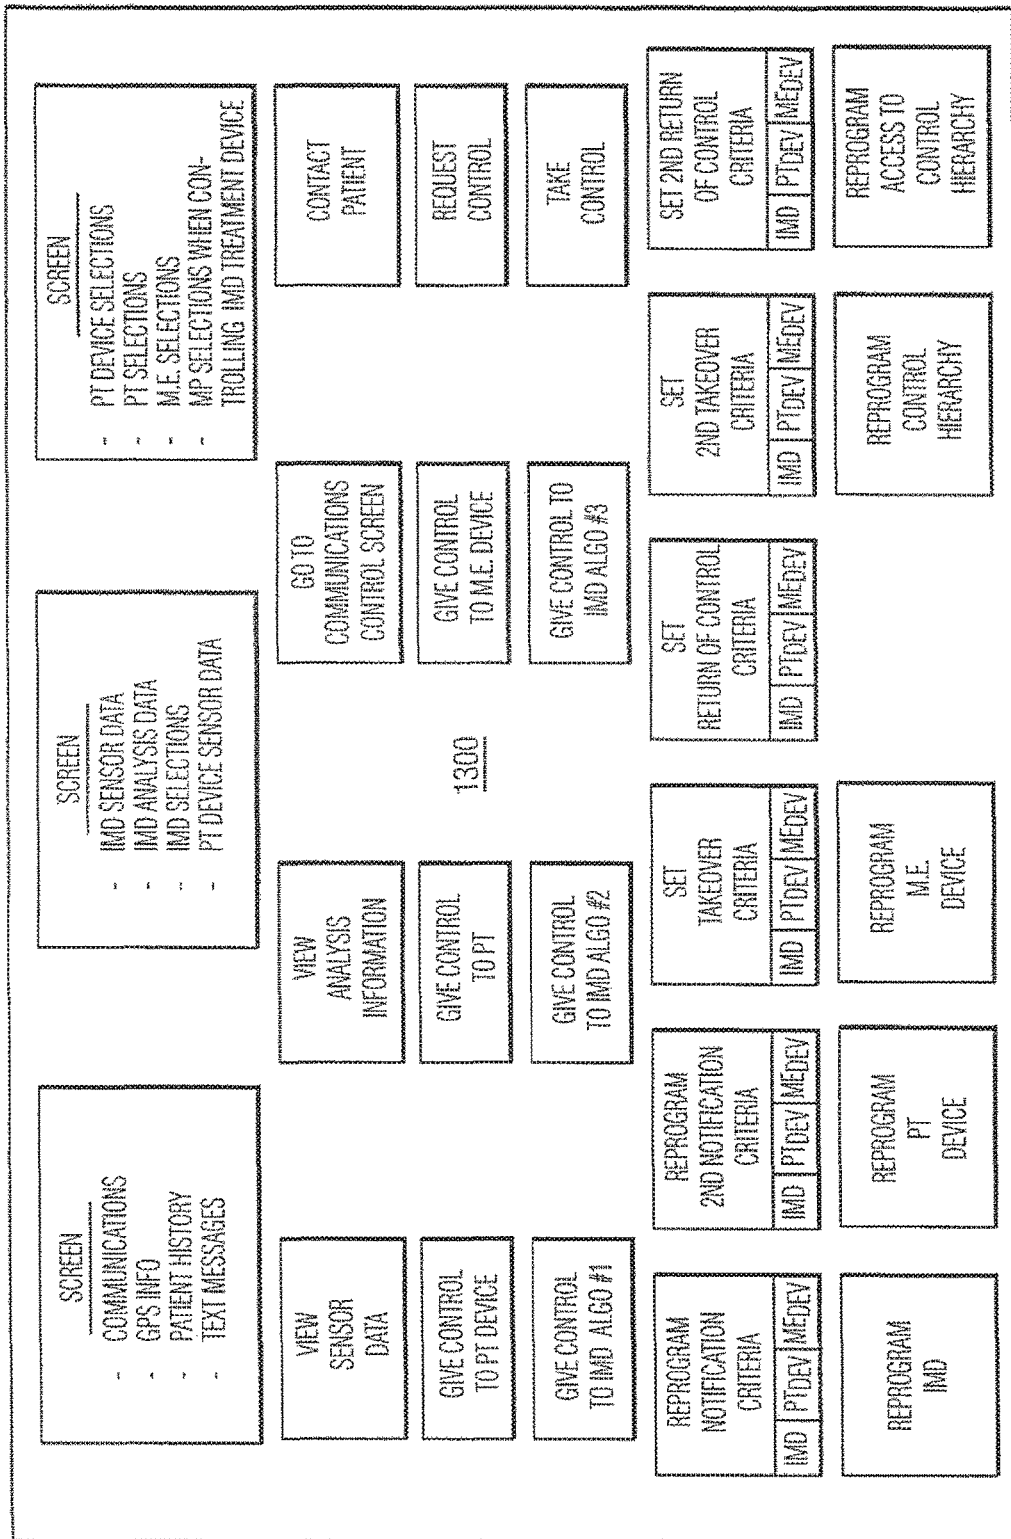 SCREEN
- COMMUNICATIONS
- GPS INFO
- PATIENT HISTORY
- TEXT MESSAGES
SCREEN
- IMD SENSOR DATA
- IMD ANALYSIS DATA
- IMD SELECTIONS
- PT DEVICE SENSOR DATA
SCREEN
- PT DEVICE SELECTIONS
- PT SELECTIONS
- M.E. SELECTIONS
- MP SELECTIONS WHEN CON-
TROLLING IMD TREATMENT DEVICE
VIEW
SENSOR
DATA
VIEW
ANALYSIS
INFORMATION
GO TO
COMMUNICATIONS
CONTROL SCREEN
CONTACT
PATIENT
GIVE CONTROL
TO PT DEVICE
GIVE CONTROL
TO PT
1300
GIVE CONTROL
TO M.E. DEVICE
REQUEST
CONTROL
GIVE CONTROL
TO IMD ALGO #1
GIVE CONTROL
TO IMD ALGO #2
GIVE CONTROL TO
IMD ALGO #3
TAKE
CONTROL
REPROGRAM
NOTIFICATION
CRITERIA
IMD PTDEV MEDEV
REPROGRAM
2ND NOTIFICATION
CRITERIA
IMD PTDEV MEDEV
SET
TAKEOVER
CRITERIA
IMD PTDEV MEDEV
SET
RETURN OF CONTROL
CRITERIA
IMD PTDEV MEDEV
SET
2ND TAKEOVER
CRITERIA
IMD PTDEV MEDEV
SET 2ND RETURN
OF CONTROL
CRITERIA
IMD PTDEV MEDEV
REPROGRAM
IMD
REPROGRAM
PT
DEVICE
REPROGRAM
M.E.
DEVICE
REPROGRAM
CONTROL
HIERARCHY
REPROGRAM
ACCESS TO
CONTROL
HIERARCHY